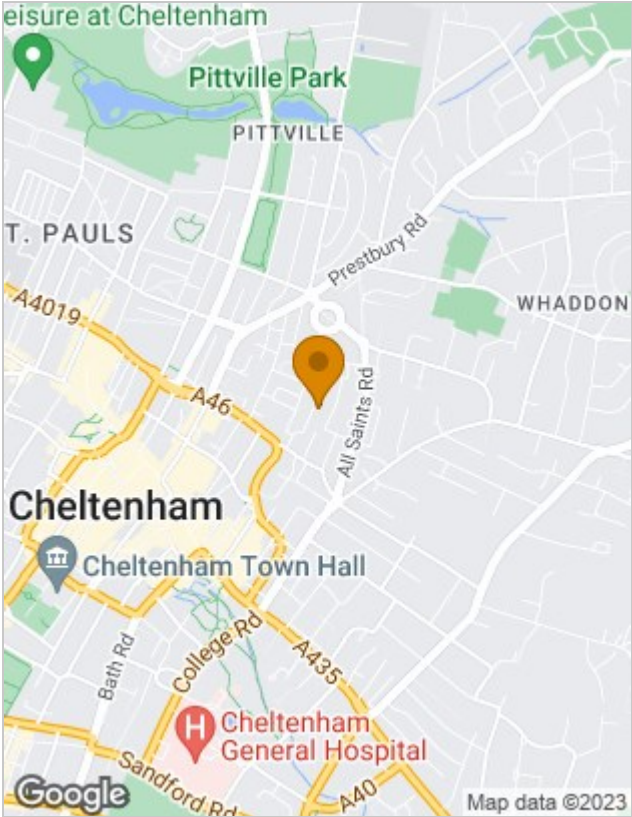 eisure at Cheltenham
Pittville Park
PITTVILLE
T. PAULS
Prestbury Rd
A4019
WHADDON
A46
All Saints Rd
Cheltenham
Cheltenham Town Hall
College Rd
Bath Rd
A435
H
Cheltenham
General Hospital
Sandford Rd
A40
Google
Map data ©2023